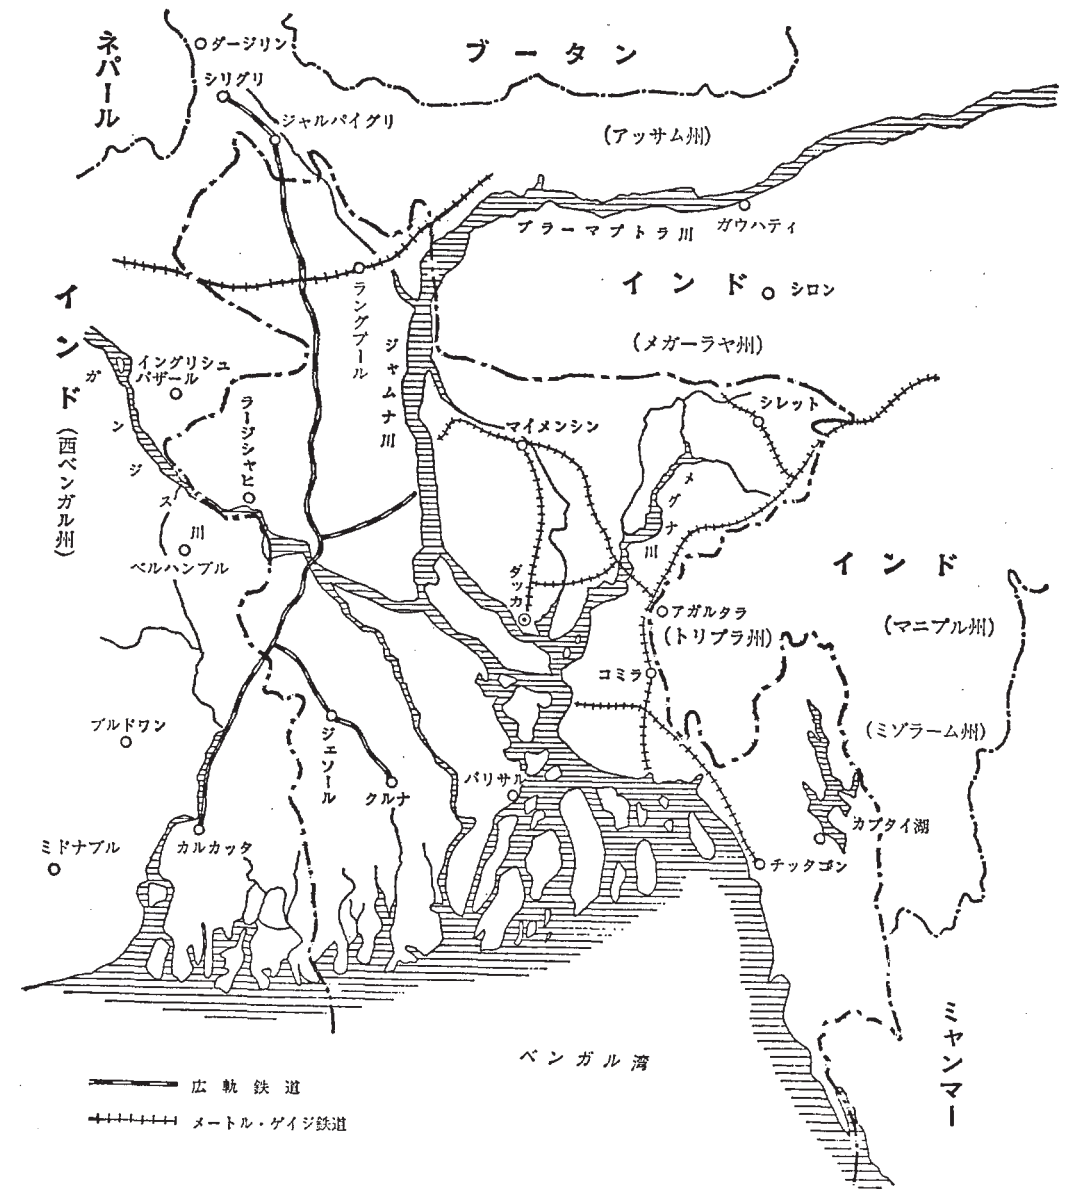 ネパール
ダージリン
ブータン
シリグリ
ジャルパイグリ
(アッサム州)
ブラーマプトラ川
ガウハティ
インド
シロン
(メガーラヤ州)
ラングプール
ジャムナ川
インド
(西ベンガル州)
ガンジス川
イングリシュ
バザール
ラージシャヒ
マイメンシン
シレット
メグナ川
ベルハンプル
ダッカ
アガルタラ
(トリプラ州)
インド
(マニプル州)
コミラ
(ミゾラーム州)
ブルドワン
ジェソール
クルナ
バリサル
カプタイ湖
ミドナプル
カルカッタ
チッタゴン
ミャンマー
ベンガル湾
広軌鉄道
メートル・ゲイジ鉄道